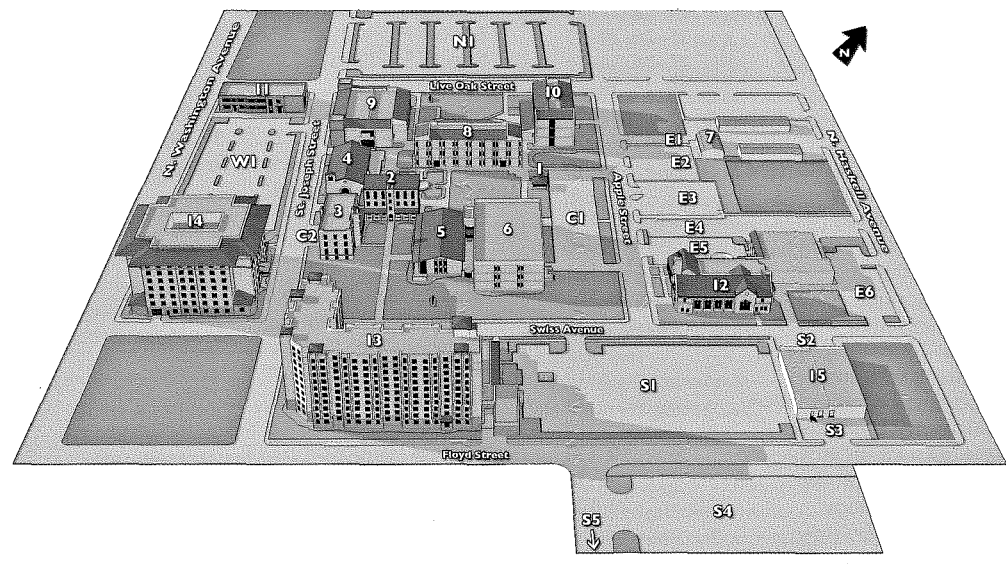 N
N1
N. Washington Avenue
Live Oak Street
11
9
10
8
E1
7
St. Joseph Street
W1
4
E2
N. Haskell Avenue
1
2
E3
Apple Street
14
3
C1
C2
5
6
E4
E5
12
E6
Swiss Avenue
13
S2
15
S1
S3
Floyd Street
S5
S4